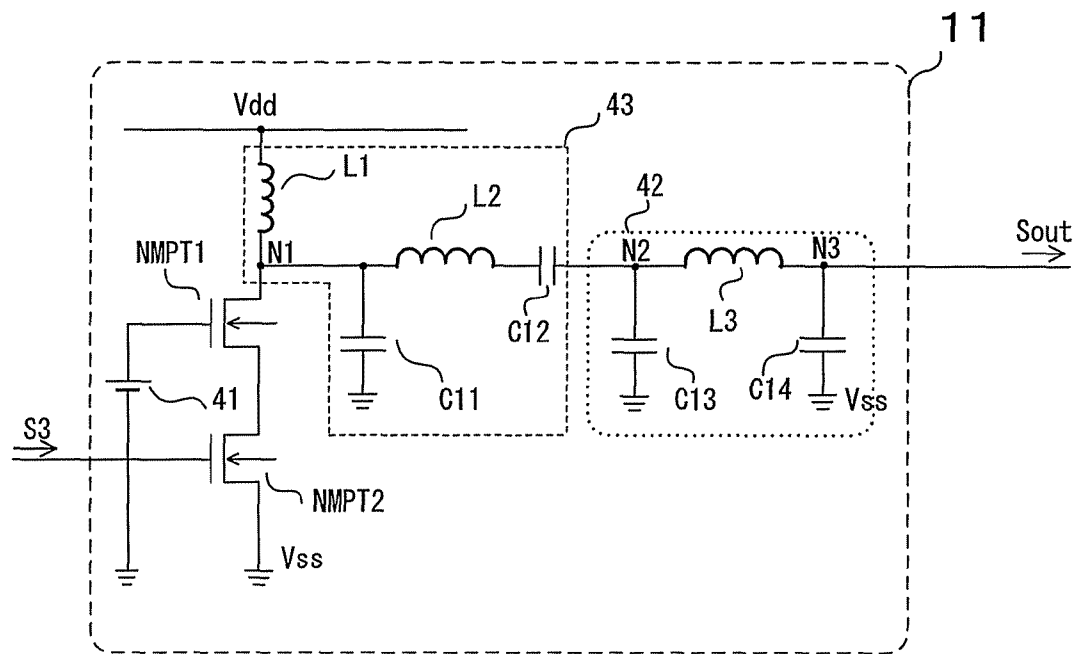 11
Vdd
43
L1
L2
42
NMPT1
N1
N2
N3
Sout
C12
L3
C11
C13
C14
Vss
41
S3
NMPT2
Vss